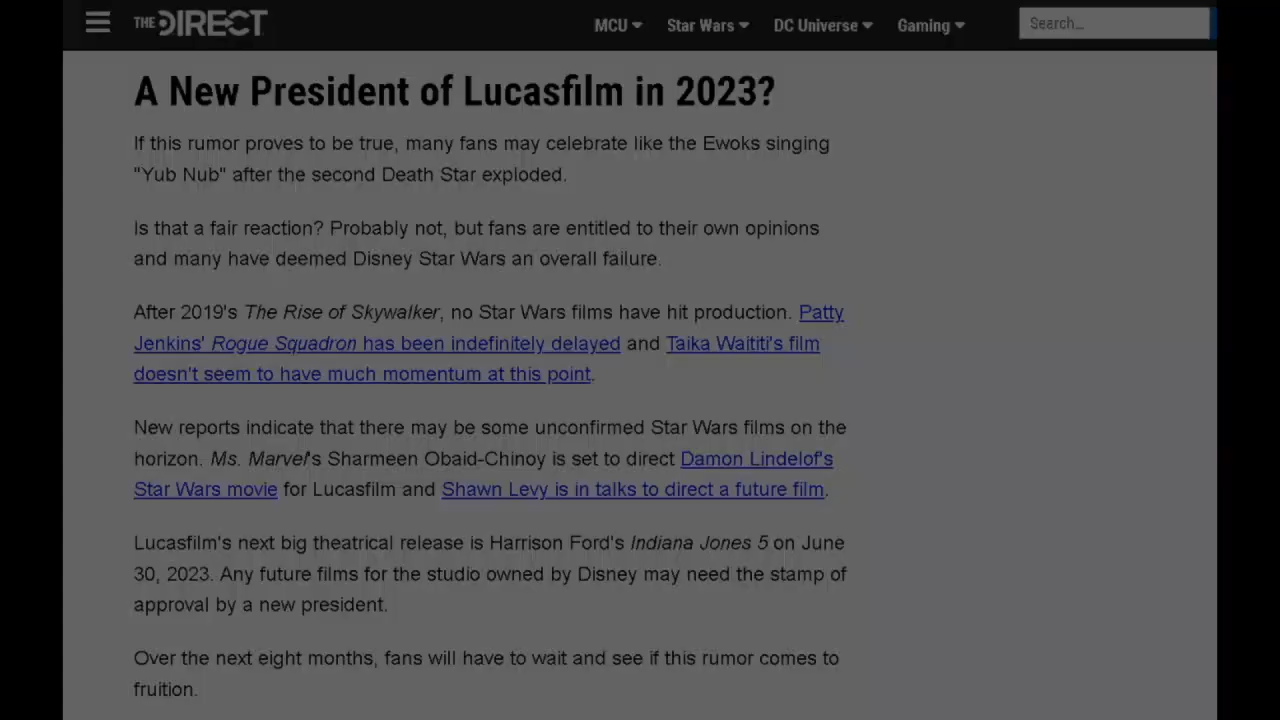 THE DIRECT
MCU Star Wars DC Universe Gaming Search...
A New President of Lucasfilm in 2023?
If this rumor proves to be true, many fans may celebrate like the Ewoks singing
"Yub Nub" after the second Death Star exploded.
Is that a fair reaction? Probably not, but fans are entitled to their own opinions
and many have deemed Disney Star Wars an overall failure.
After 2019's The Rise of Skywalker, no Star Wars films have hit production. Patty
Jenkins' Rogue Squadron has been indefinitely delayed and Taika Waititi's film
doesn't seem to have much momentum at this point.
New reports indicate that there may be some unconfirmed Star Wars films on the
horizon. Ms. Marvel's Sharmeen Obaid-Chinoy is set to direct Damon Lindelof's
Star Wars movie for Lucasfilm and Shawn Levy is in talks to direct a future film.
Lucasfilm's next big theatrical release is Harrison Ford's Indiana Jones 5 on June
30, 2023. Any future films for the studio owned by Disney may need the stamp of
approval by a new president.
Over the next eight months, fans will have to wait and see if this rumor comes to
fruition.